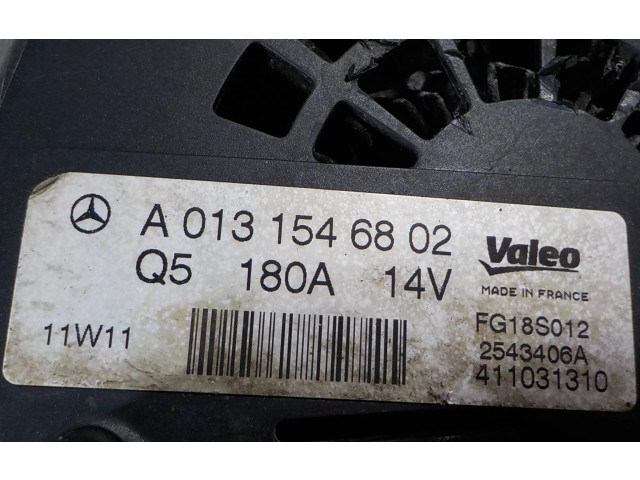 A 013 154 68 02
Q5 180A 14V
11W11
Valeo
MADE IN FRANCE
FG18S012
2543406A
411031310